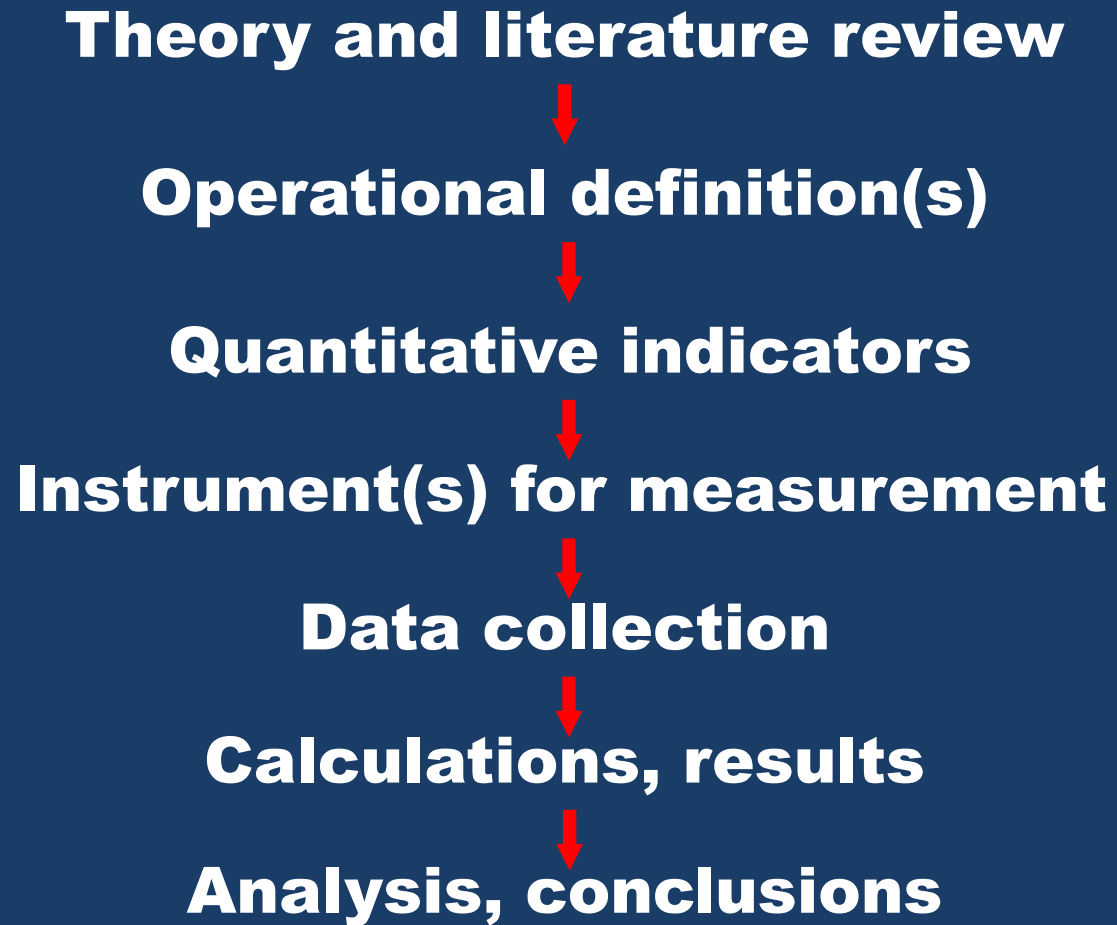 Theory and literature review
Operational definition(s)
Quantitative indicators
Instrument(s) for measurement
Data collection
Calculations, results
Analysis, conclusions